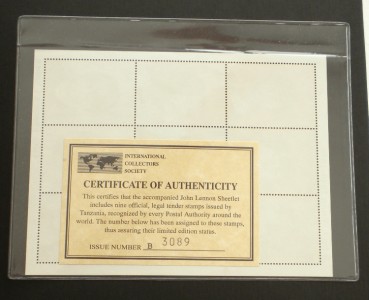 INTERNATIONAL
COLLECTORS
SOCIETY
CERTIFICATE OF AUTHENTICITY
This certifies that the accompanied John Lennon Sheetlet
includes nine official, legal tender stamps issued by
Tanzania, recognized by every Postal Authority around
the world. The number below has been assigned to these stamps,
thus assuring their limited edition status.
ISSUE NUMBER B 3089